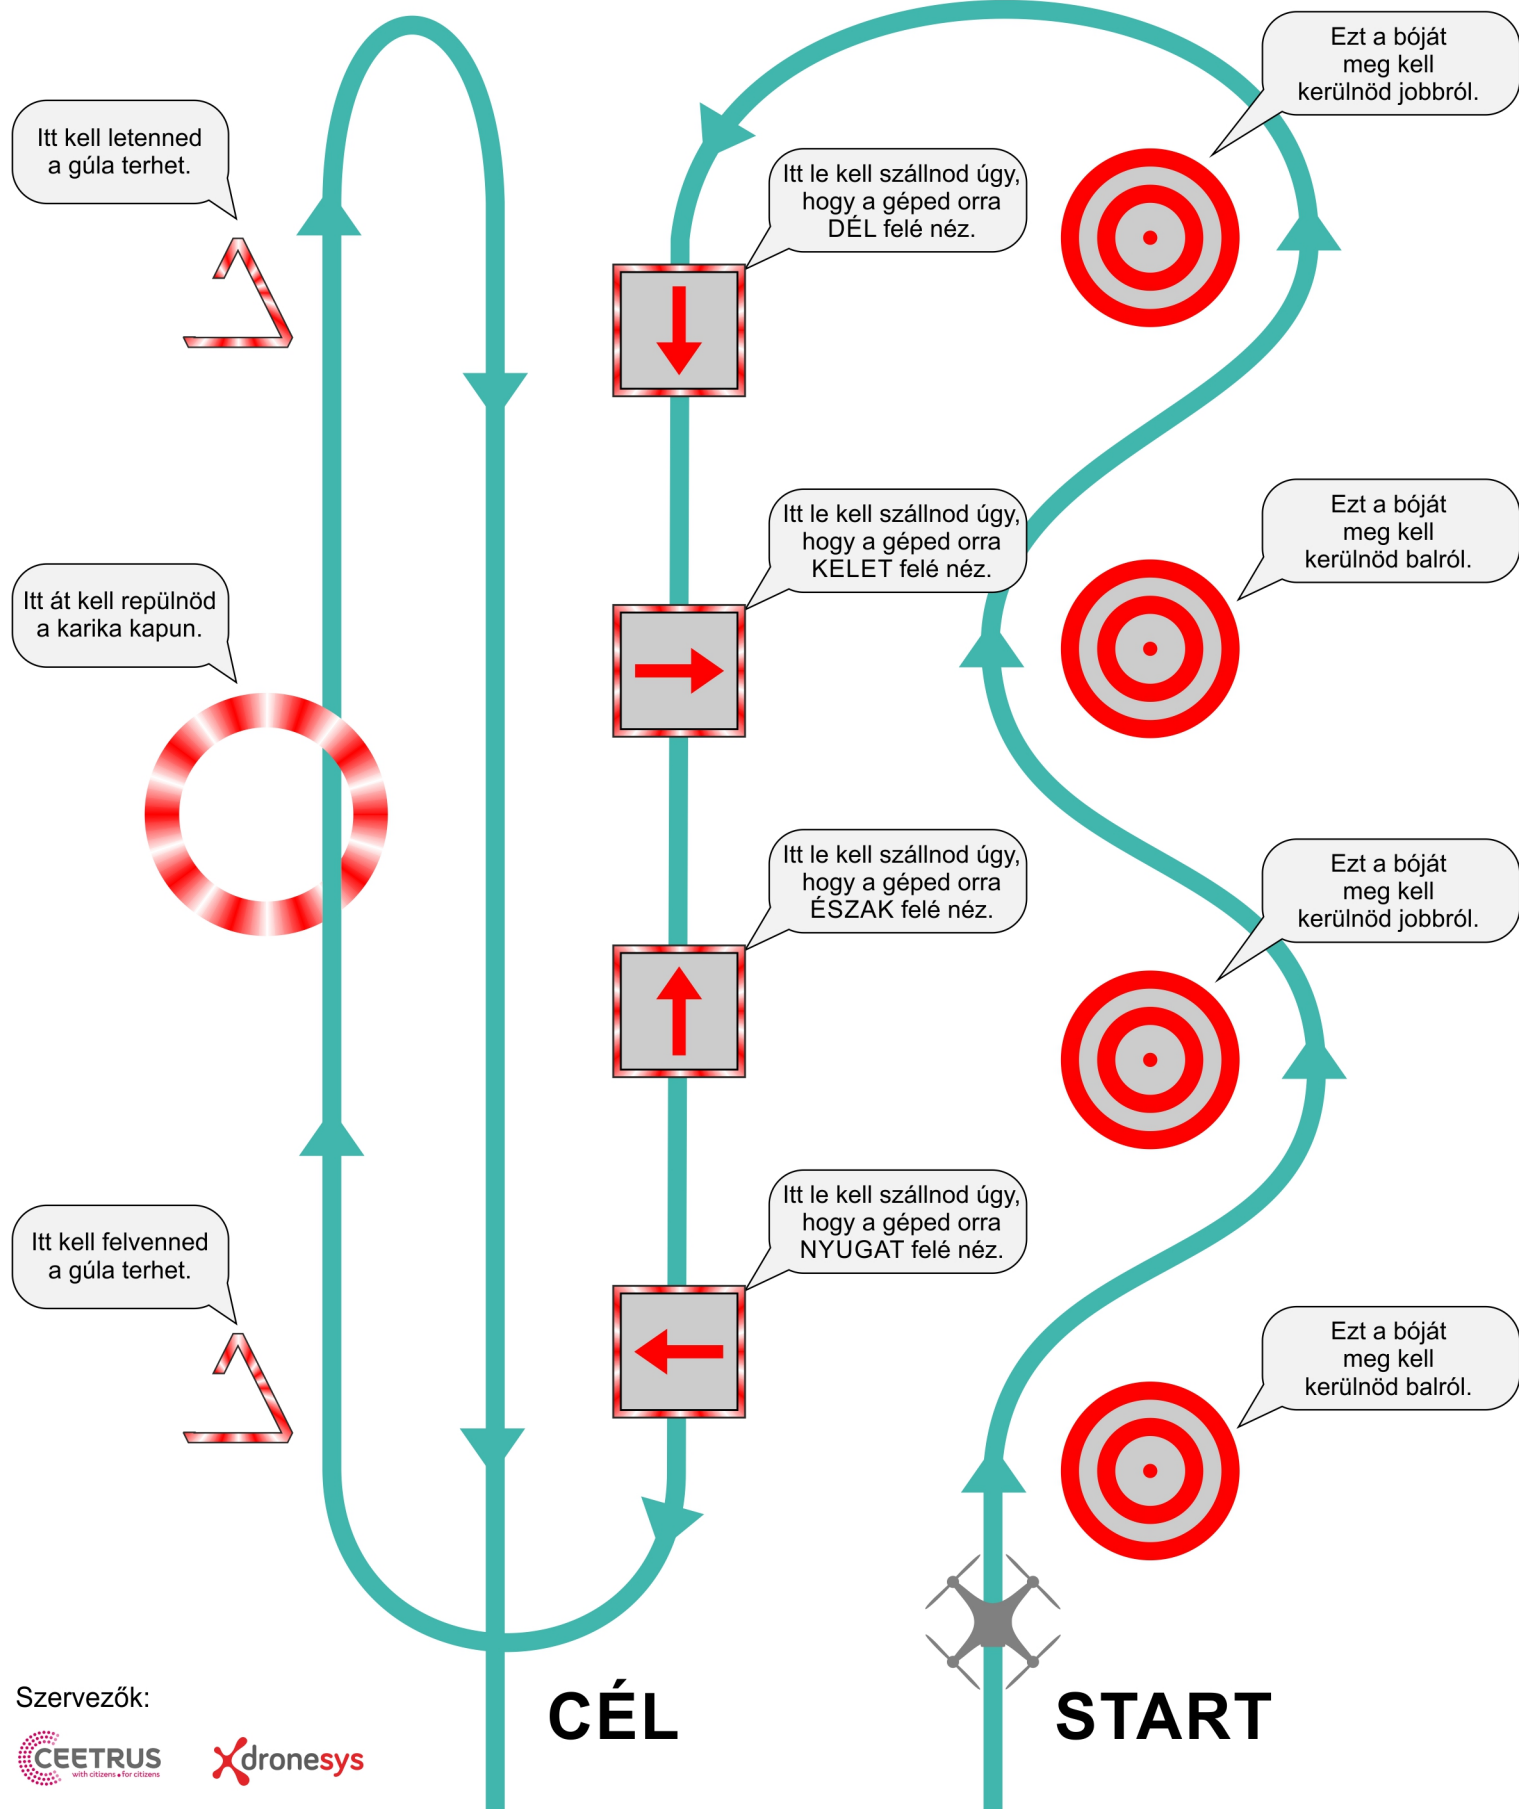 Ezt a bóját
meg kell
kerülnöd jobbról.
Itt kell letenned
a gúla terhet.
Itt le kell szállnod úgy,
hogy a géped orra
DÉL felé néz.
Ezt a bóját
meg kell
kerülnöd balról.
Itt le kell szállnod úgy,
hogy a géped orra
KELET felé néz.
Itt át kell repülnöd
a karika kapun.
Itt le kell szállnod úgy,
hogy a géped orra
ÉSZAK felé néz.
Ezt a bóját
meg kell
kerülnöd jobbról.
Itt le kell szállnod úgy,
hogy a géped orra
NYUGAT felé néz.
Itt kell felvenned
a gúla terhet.
Ezt a bóját
meg kell
kerülnöd balról.
Szervezők:
CÉL
START
CEETRUS
with citizens • for citizens
dronesys